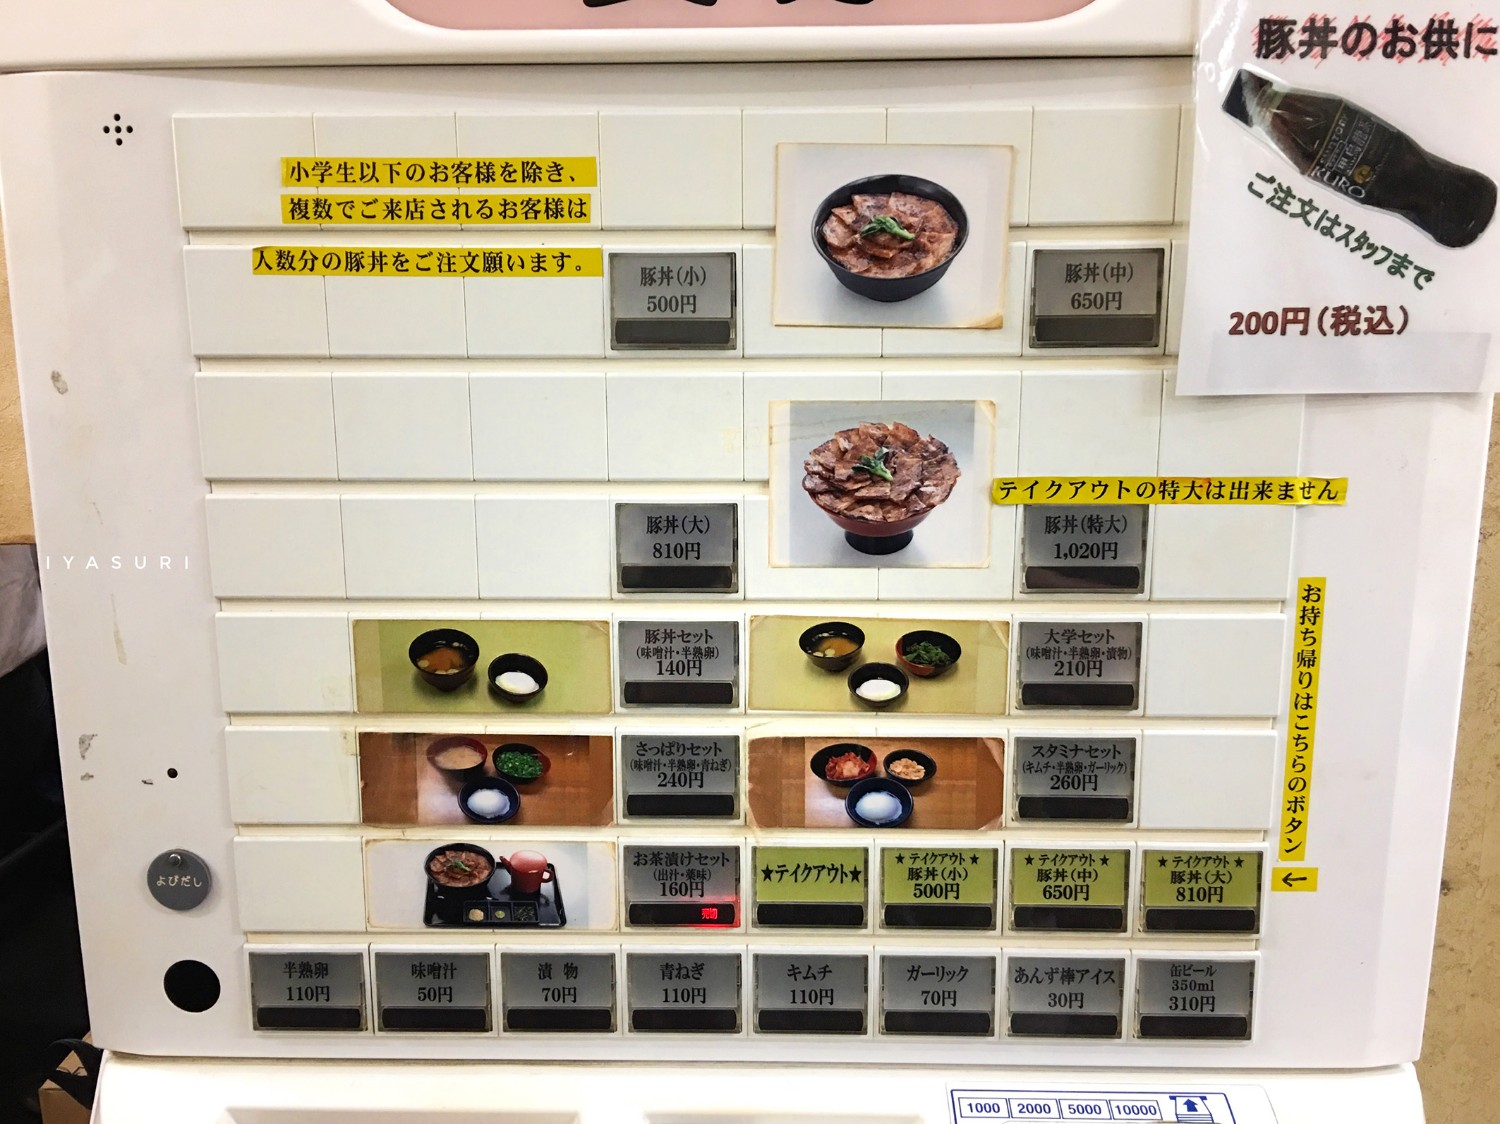 豚丼のお供に
KURO
ご注文はスタッフまで
200円(税込)
小学生以下のお客様を除き、
複数でご来店されるお客様は
人数分の豚丼をご注文願います。
豚丼(小)
500円
豚丼(中)
650円
テイクアウトの特大は出来ません
豚丼(大)
810円
豚丼(特大)
1,020円
IYASURI
お持ち帰りはこちらのボタン
←
豚丼セット
(味噌汁・半熟卵)
140円
大学セット
(味噌汁・半熟卵・漬物)
210円
さっぱりセット
(味噌汁・半熟卵・青ねぎ)
240円
スタミナセット
(キムチ・半熟卵・ガーリック)
260円
お茶漬けセット
(出汁・薬味)
160円
売切
★テイクアウト★
★テイクアウト★
豚丼(小)
500円
★テイクアウト★
豚丼(中)
650円
★テイクアウト★
豚丼(大)
810円
よびだし
半熟卵
110円
味噌汁
50円
漬物
70円
青ねぎ
110円
キムチ
110円
ガーリック
70円
あんず棒アイス
30円
缶ビール
350ml
310円
1000 2000 5000 10000